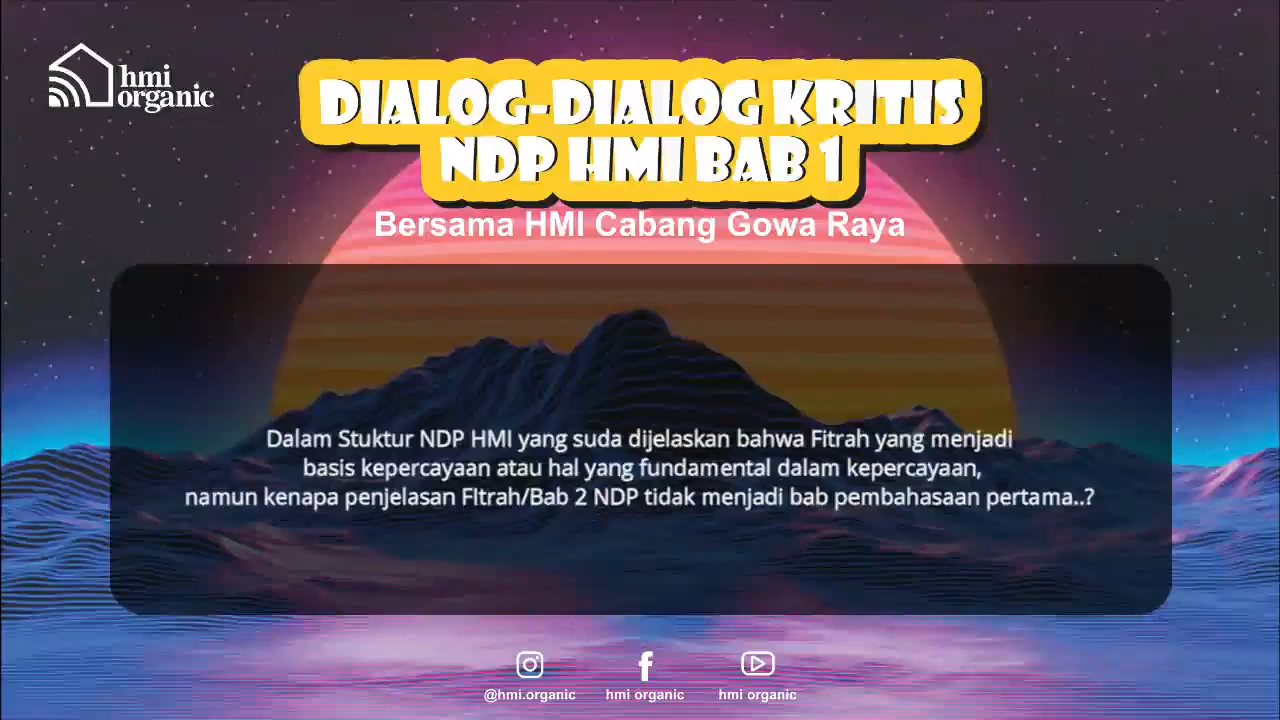 hmi
organic
DIALOG-DIALOG KRITIS
NDP HMI BAB 1
Bersama HMI Cabang Gowa Raya
Dalam Stuktur NDP HMI yang suda dijelaskan bahwa Fitrah yang menjadi
basis kepercayaan atau hal yang fundamental dalam kepercayaan,
namun kenapa penjelasan FItrah/Bab 2 NDP tidak menjadi bab pembahasaan pertama..?
@hmi.organic
hmi organic
hmi organic